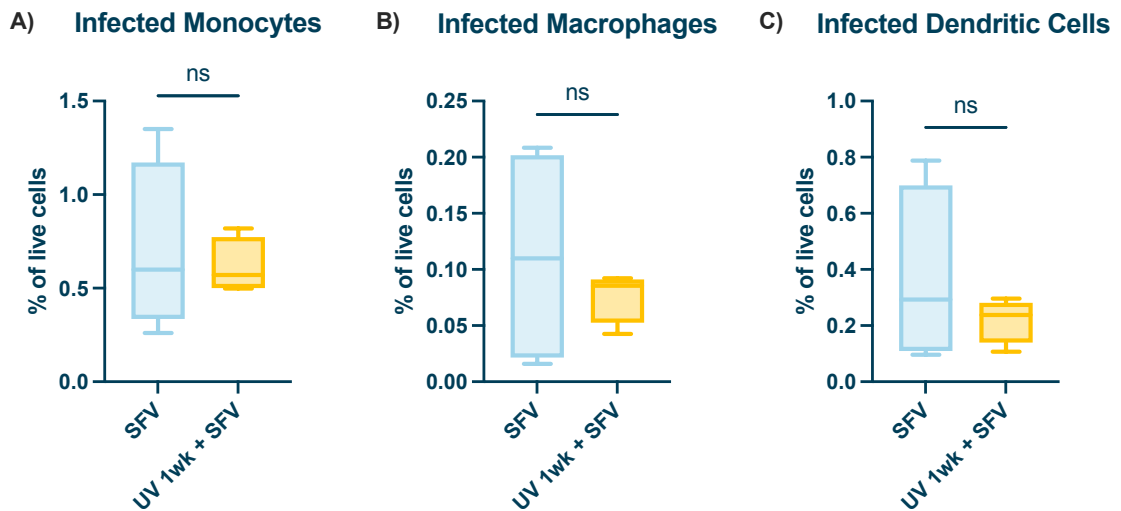 A) Infected Monocytes
ns
1.5
1.0
0.5
0.0
% of live cells
SFV
UV 1wk + SFV
B) Infected Macrophages
ns
0.25
0.20
0.15
0.10
0.05
0.00
% of live cells
SFV
UV 1wk + SFV
C) Infected Dendritic Cells
ns
1.0
0.8
0.6
0.4
0.2
0.0
% of live cells
SFV
UV 1wk + SFV